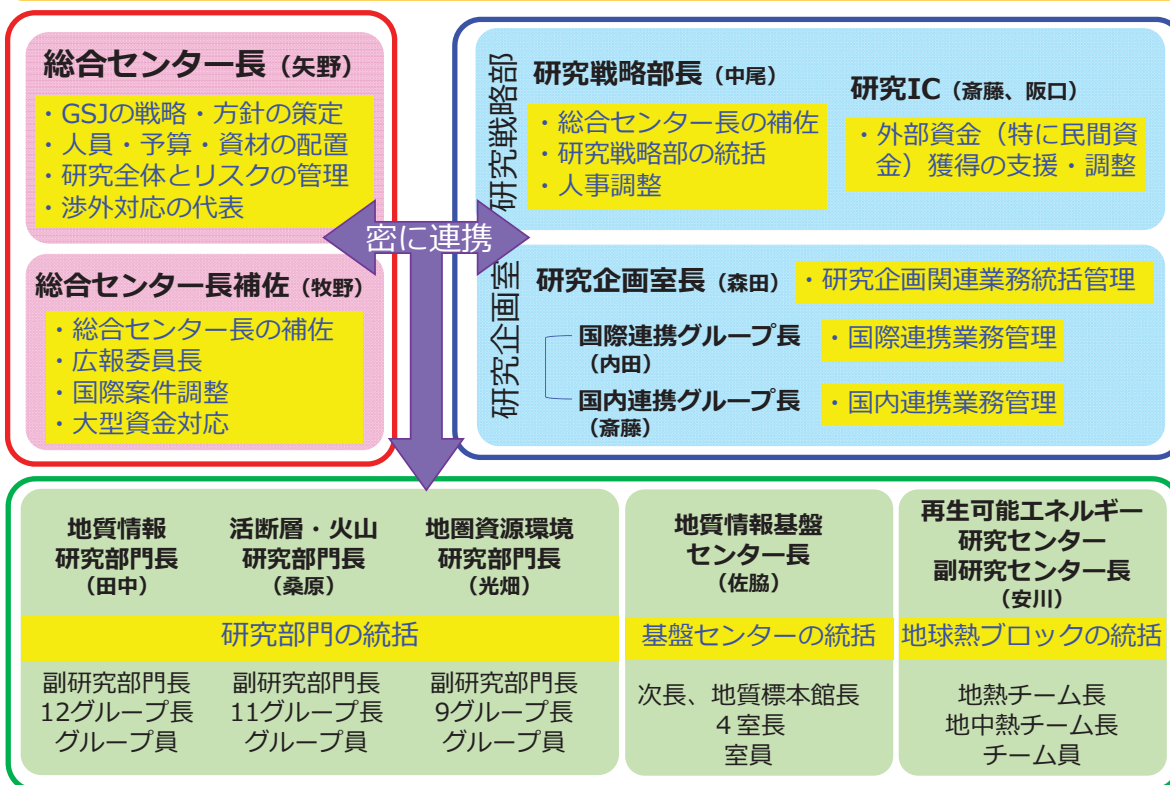 総合センター長（矢野）
・GSJの戦略・方針の策定
・人員・予算・資材の配置
・研究全体とリスクの管理
・渉外対応の代表
総合センター長補佐（牧野）
・総合センター長の補佐
・広報委員長
・国際案件調整
・大型資金対応
密に連携
研究戦略部
研究戦略部長（中尾）
・総合センター長の補佐
・研究戦略部の統括
・人事調整
研究IC（斎藤、阪口）
・外部資金（特に民間資
金）獲得の支援・調整
研究企画室
研究企画室長（森田）
・研究企画関連業務統括管理
国際連携グループ長
（内田）
・国際連携業務管理
国内連携グループ長
（斎藤）
・国内連携業務管理
地質情報
研究部門長
（田中）
活断層・火山
研究部門長
（桑原）
地圏資源環境
研究部門長
（光畑）
研究部門の統括
副研究部門長
12グループ長
グループ員
副研究部門長
11グループ長
グループ員
副研究部門長
9グループ長
グループ員
地質情報基盤
センター長
（佐脇）
基盤センターの統括
次長、地質標本館長
４室長
室員
再生可能エネルギー
研究センター
副研究センター長
（安川）
地球熱ブロックの統括
地熱チーム長
地中熱チーム長
チーム員